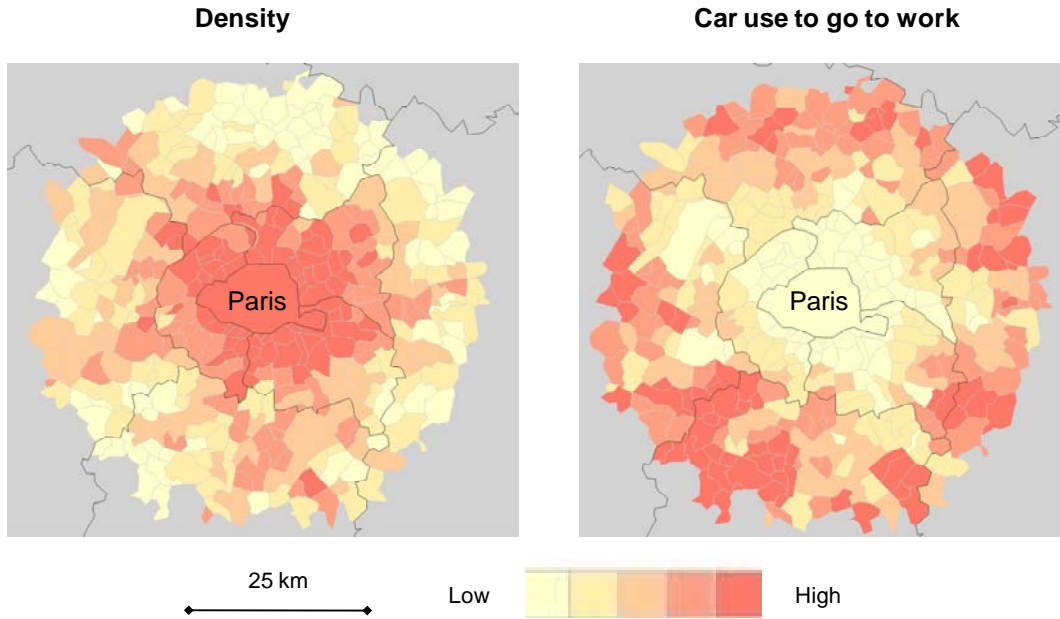 Density
Car use to go to work
Paris
Paris
25 km
Low
High